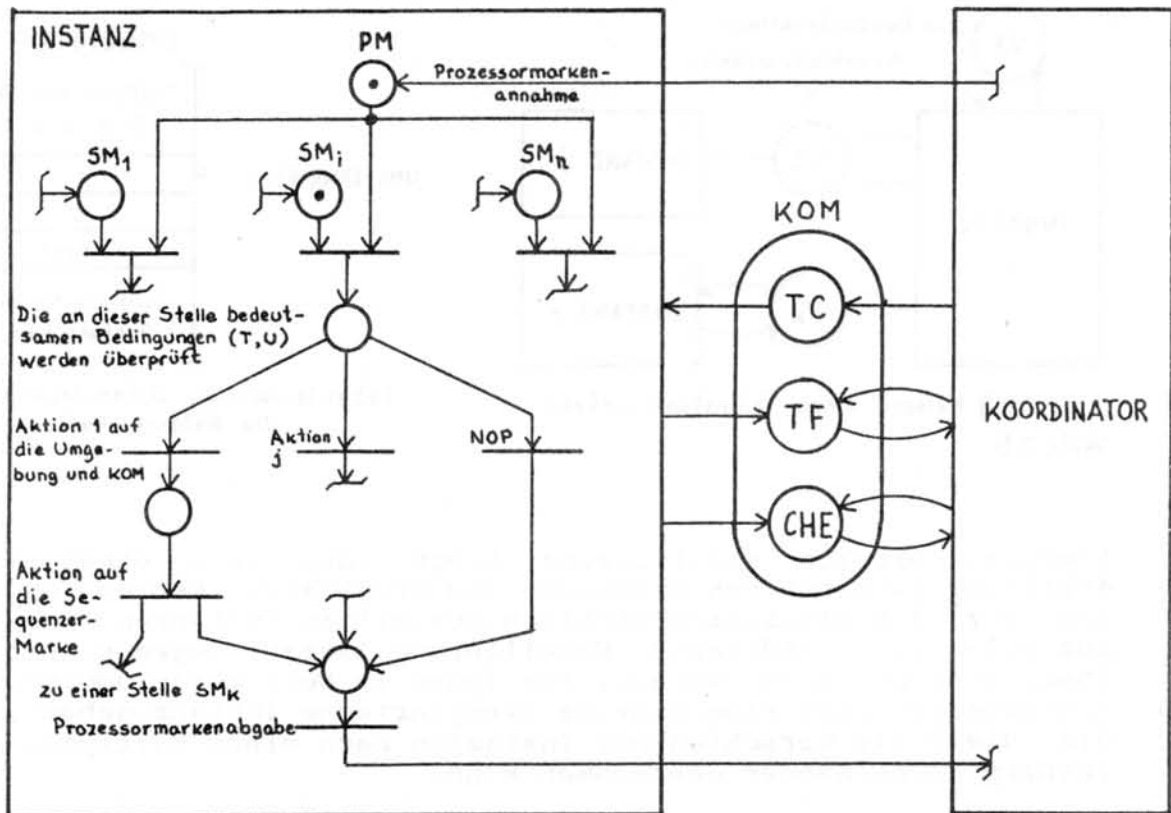 INSTANZ
PM
Prozessormarken-
annahme
SM1
SMi
SMn
KOM
TC
Die an dieser Stelle bedeut-
samen Bedingungen (T,U)
werden überprüft
TF
KOORDINATOR
Aktion 1 auf
die Umge-
bung und KOM
Aktion
j
NOP
CHE
Aktion auf
die Se-
quenzer-
Marke
zu einer Stelle SMK
Prozessormarkenabgabe